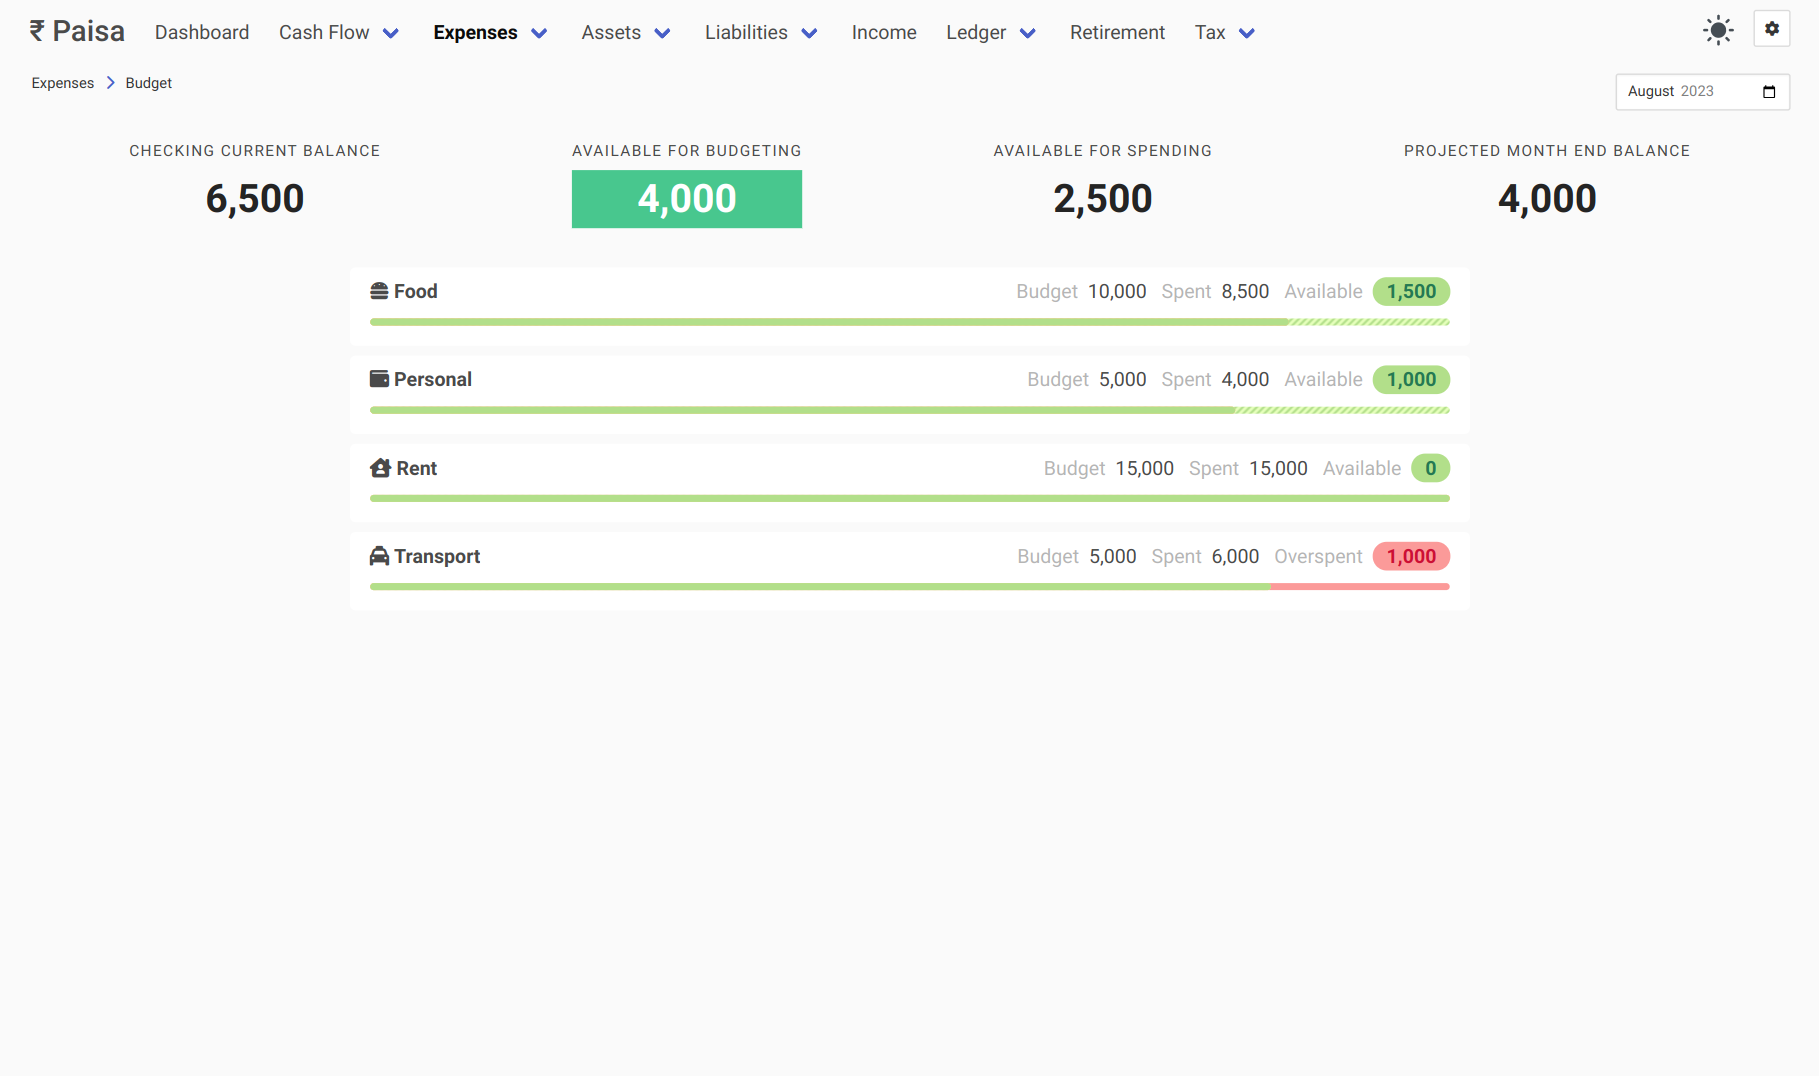 ₹ Paisa Dashboard Cash Flow Expenses Assets Liabilities Income Ledger Retirement Tax
Expenses Budget
August 2023
CHECKING CURRENT BALANCE AVAILABLE FOR BUDGETING AVAILABLE FOR SPENDING PROJECTED MONTH END BALANCE
6,500 4,000 2,500 4,000
Food Budget 10,000 Spent 8,500 Available 1,500
Personal Budget 5,000 Spent 4,000 Available 1,000
Rent Budget 15,000 Spent 15,000 Available 0
Transport Budget 5,000 Spent 6,000 Overspent 1,000